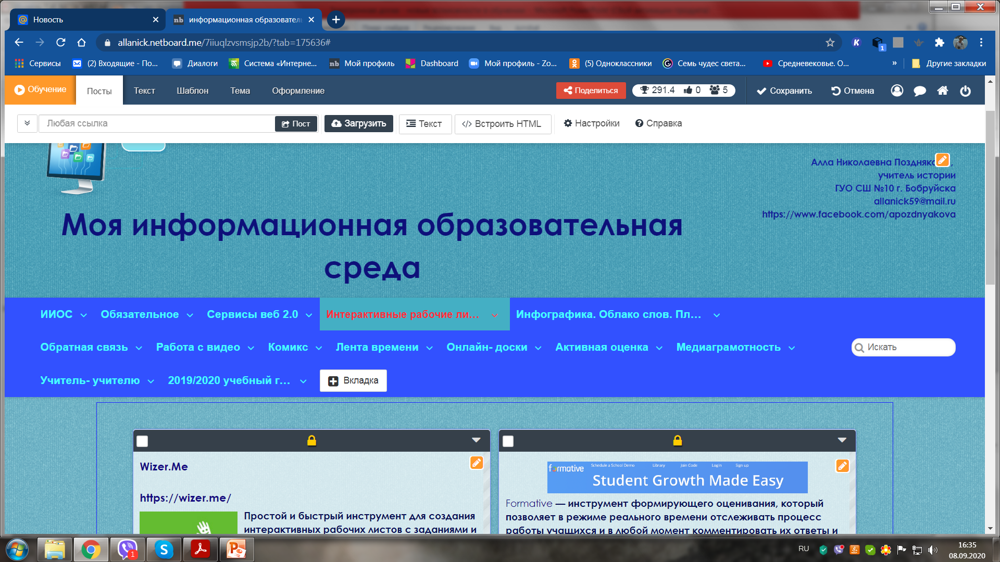 Новость
информационная образователь
allanick.netboard.me/7iiuqlzvsmsjp2b/?tab=175636#
Сервисы
(2) Входящие - По...
Диалоги
Система «Интерне...
Мой профиль
Dashboard
Мой профиль - Zo...
(5) Одноклассники
Семь чудес света...
Средневековье. О...
»
Другие закладки
Обучение
Посты
Текст
Шаблон
Тема
Оформление
Поделиться
291.4
0
5
Сохранить
Отмена
Любая ссылка
Пост
Загрузить
Текст
</> Встроить HTML
Настройки
Справка
Алла Николаевна
учитель истории
ГУО СШ №10 г. Бобруйска
allanick59@mail.ru
https://www.facebook.com/apozdnyakova
Моя информационная образовательная
среда
ИИОС
Обязательное
Сервисы веб 2.0
Интерактивные рабочие ли...
Инфографика. Облако слов. Пл...
Обратная связь
Работа с видео
Комикс
Лента времени
Онлайн- доски
Активная оценка
Медиаграмотность
Искать
Учитель- учителю
2019/2020 учебный г...
Вкладка
Wizer.Me
https://wizer.me/
Простой и быстрый инструмент для создания
интерактивных рабочих листов с заданиями и
formative
Schedule a School Demo
Library
Join Code
Login
Sign up
Student Growth Made Easy
Formative — инструмент формирующего оценивания, который
позволяет в режиме реального времени отслеживать процесс
работы учащихся и в любой момент комментировать их ответы и
RU
16:35
08.09.2020